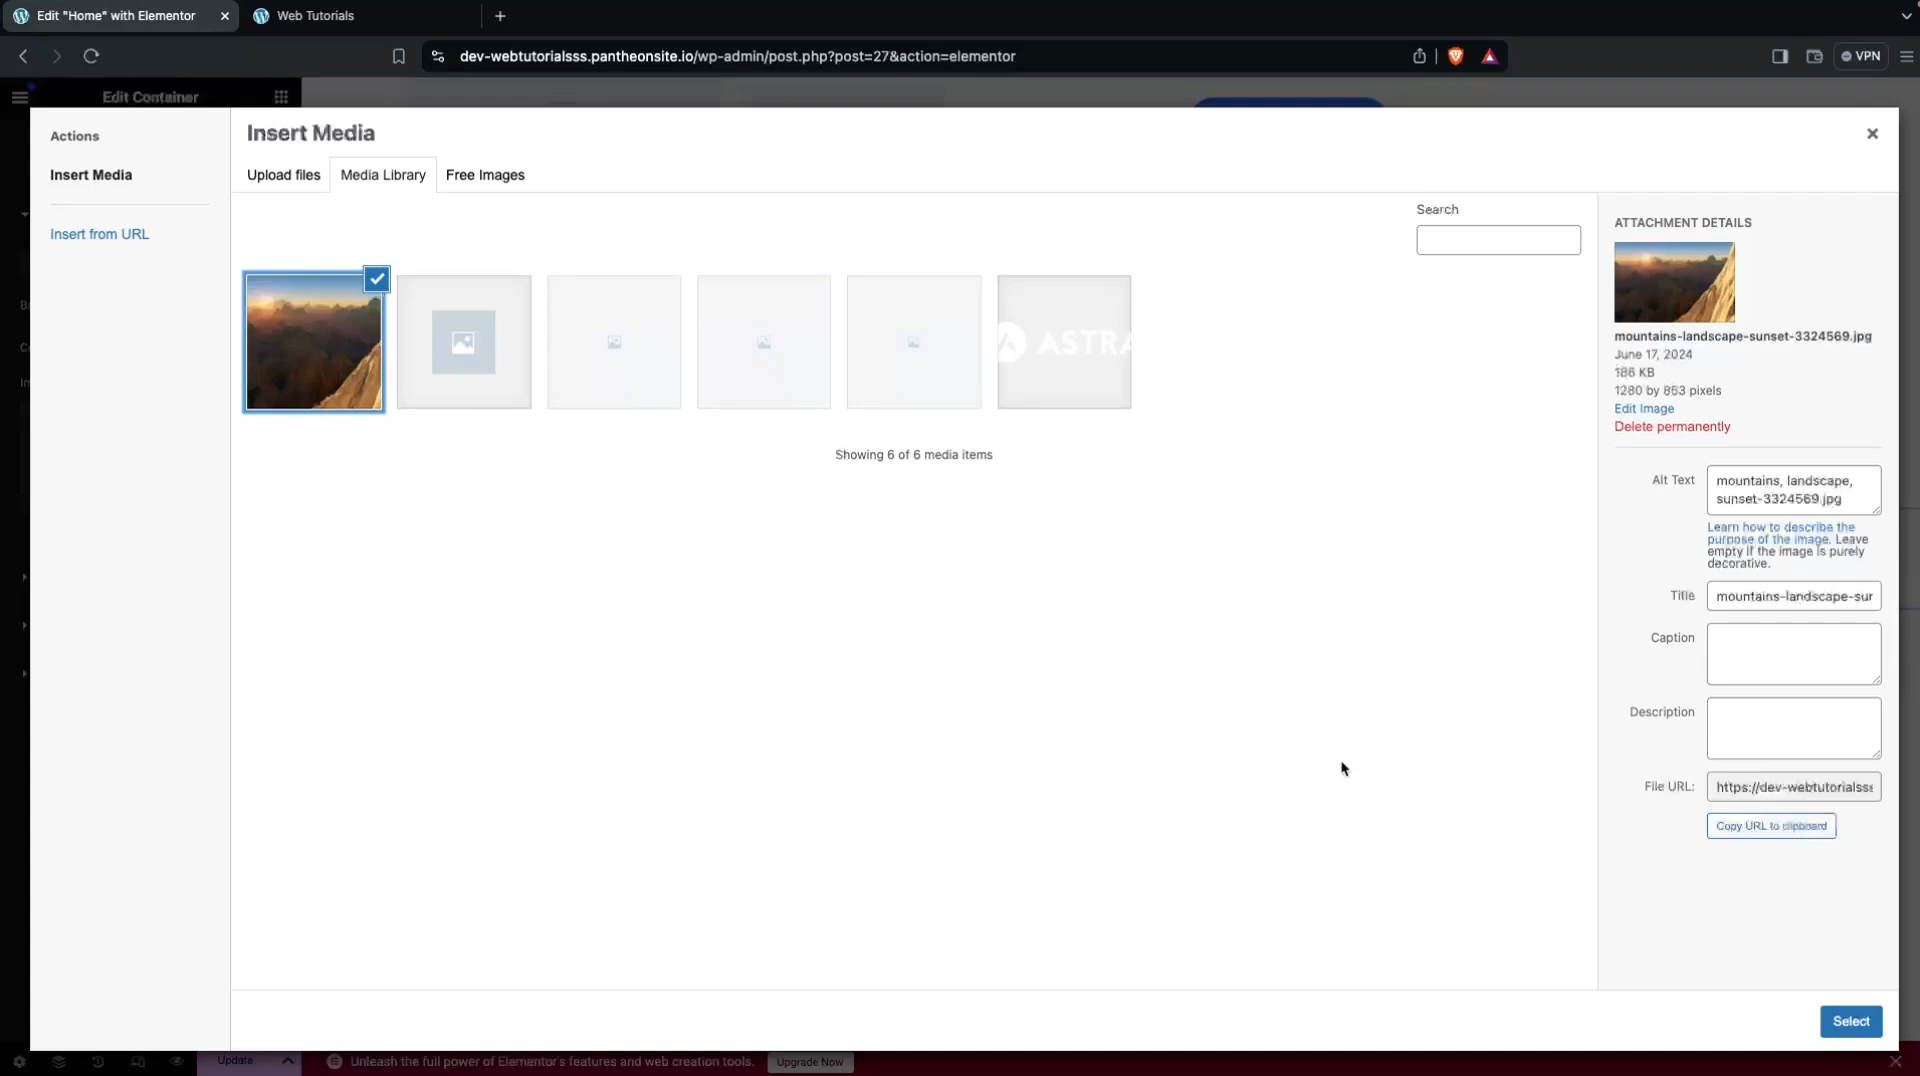 Edit "Home" with Elementor
Web Tutorials
dev-webtutorialsss.pantheonsite.io/wp-admin/post.php?post=27&action=elementor
VPN
Edit Container
Actions
Insert Media
Insert from URL
Insert Media
Upload files
Media Library
Free Images
Search
ASTRA
Showing 6 of 6 media items
ATTACHMENT DETAILS
mountains-landscape-sunset-3324569.jpg
June 17, 2024
186 KB
1280 by 853 pixels
Edit Image
Delete permanently
Alt Text
mountains, landscape,
sunset-3324569.jpg
Learn how to describe the
purpose of the image. Leave
empty if the image is purely
decorative.
Title
mountains-landscape-sur
Caption
Description
File URL:
https://dev-webtutorialss
Copy URL to clipboard
Select
Update
Unleash the full power of Elementor's features and web creation tools.
Upgrade Now